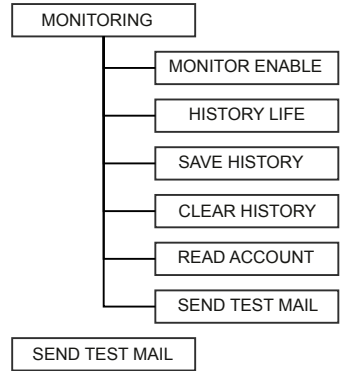 MONITORING
MONITOR ENABLE
HISTORY LIFE
SAVE HISTORY
CLEAR HISTORY
READ ACCOUNT
SEND TEST MAIL
SEND TEST MAIL